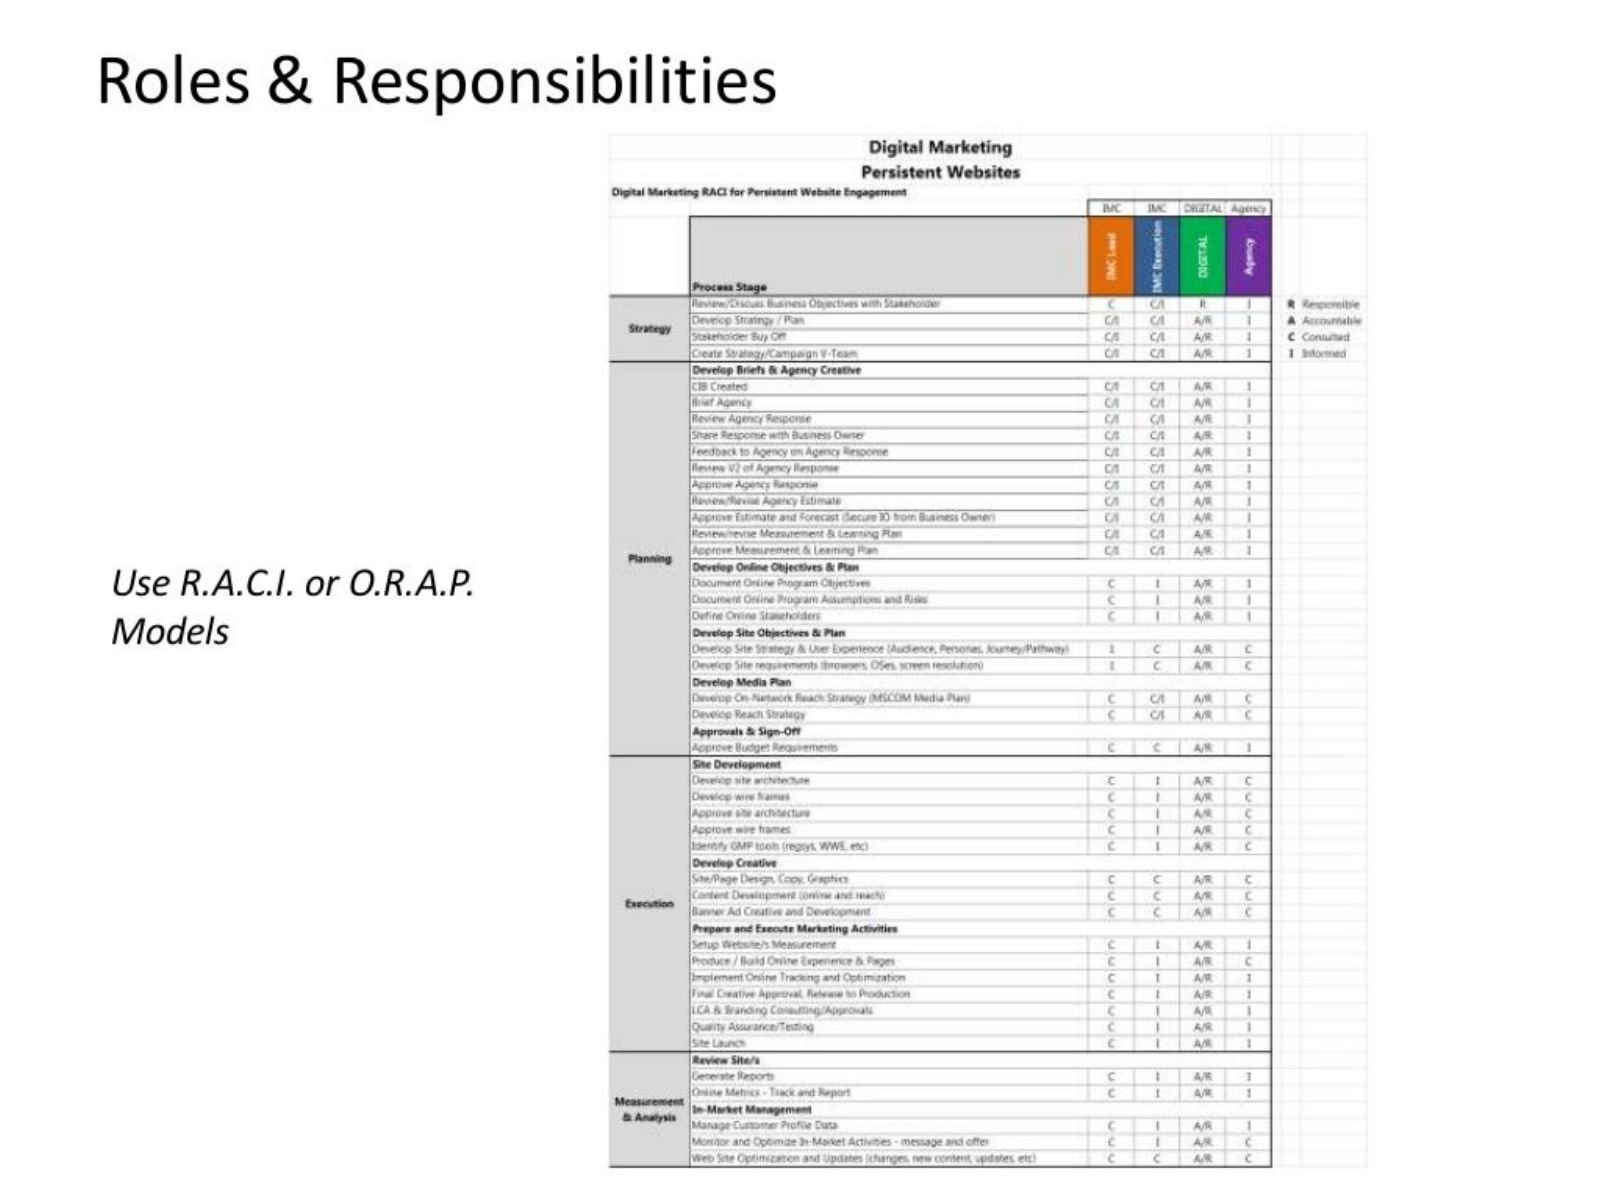 Roles & Responsibilities
Use R.A.C.I. or O.R.A.P.
Models
Digital Marketing
Persistent Websites
Digital Marketing RACI for Persistent Website Engagement
IMC IMC DIGITAL Agency
Process Stage IMC Lead IMC Execution DIGITAL Agency
Strategy
Review/Discuss Business Objectives with Stakeholder C C/I R I
Develop Strategy / Plan C/I C/I A/R I
Stakeholder Buy Off C/I C/I A/R I
Create Strategy/Campaign V-Team C/I C/I A/R I
R Responsible
A Accountable
C Consulted
I Informed
Planning
Develop Briefs & Agency Creative
CIB Created C/I C/I A/R I
Brief Agency C/I C/I A/R I
Review Agency Response C/I C/I A/R I
Share Response with Business Owner C/I C/I A/R I
Feedback to Agency on Agency Response C/I C/I A/R I
Review V2 of Agency Response C/I C/I A/R I
Approve Agency Response C/I C/I A/R I
Review/Revise Agency Estimate C/I C/I A/R I
Approve Estimate and Forecast (Secure IO from Business Owner) C/I C/I A/R I
Review/revise Measurement & Learning Plan C/I C/I A/R I
Approve Measurement & Learning Plan C/I C/I A/R I
Develop Online Objectives & Plan
Document Online Program Objectives C I A/R I
Document Online Program Assumptions and Risks C I A/R I
Define Online Stakeholders C I A/R I
Develop Site Objectives & Plan
Develop Site Strategy & User Experience (Audience, Personas, Journey/Pathway) I C A/R C
Develop Site requirements (browsers, OSes, screen resolution) I C A/R C
Develop Media Plan
Develop On-Network Reach Strategy (MSCOM Media Plan) C C/I A/R C
Develop Reach Strategy C C/I A/R C
Approvals & Sign-Off
Approve Budget Requirements C C A/R I
Execution
Site Development
Develop site architecture C I A/R C
Develop wire frames C I A/R C
Approve site architecture C I A/R C
Approve wire frames C I A/R C
Identify GMP tools (regsys, WWE, etc) C I A/R C
Develop Creative
Site/Page Design, Copy, Graphics C C A/R C
Content Development (online and reach) C C A/R C
Banner Ad Creative and Development C C A/R C
Prepare and Execute Marketing Activities
Setup Website/s Measurement C I A/R I
Produce / Build Online Experience & Pages C I A/R C
Implement Online Tracking and Optimization C I A/R I
Final Creative Approval, Release to Production C I A/R I
LCA & Branding Consulting/Approvals C I A/R I
Quality Assurance/Testing C I A/R I
Site Launch C I A/R I
Measurement
& Analysis
Review Site/s
Generate Reports C I A/R I
Online Metrics - Track and Report C I A/R I
In-Market Management
Manage Customer Profile Data C I A/R I
Monitor and Optimize In-Market Activities - message and offer C I A/R C
Web Site Optimization and Updates (changes, new content, updates, etc) C C A/R C